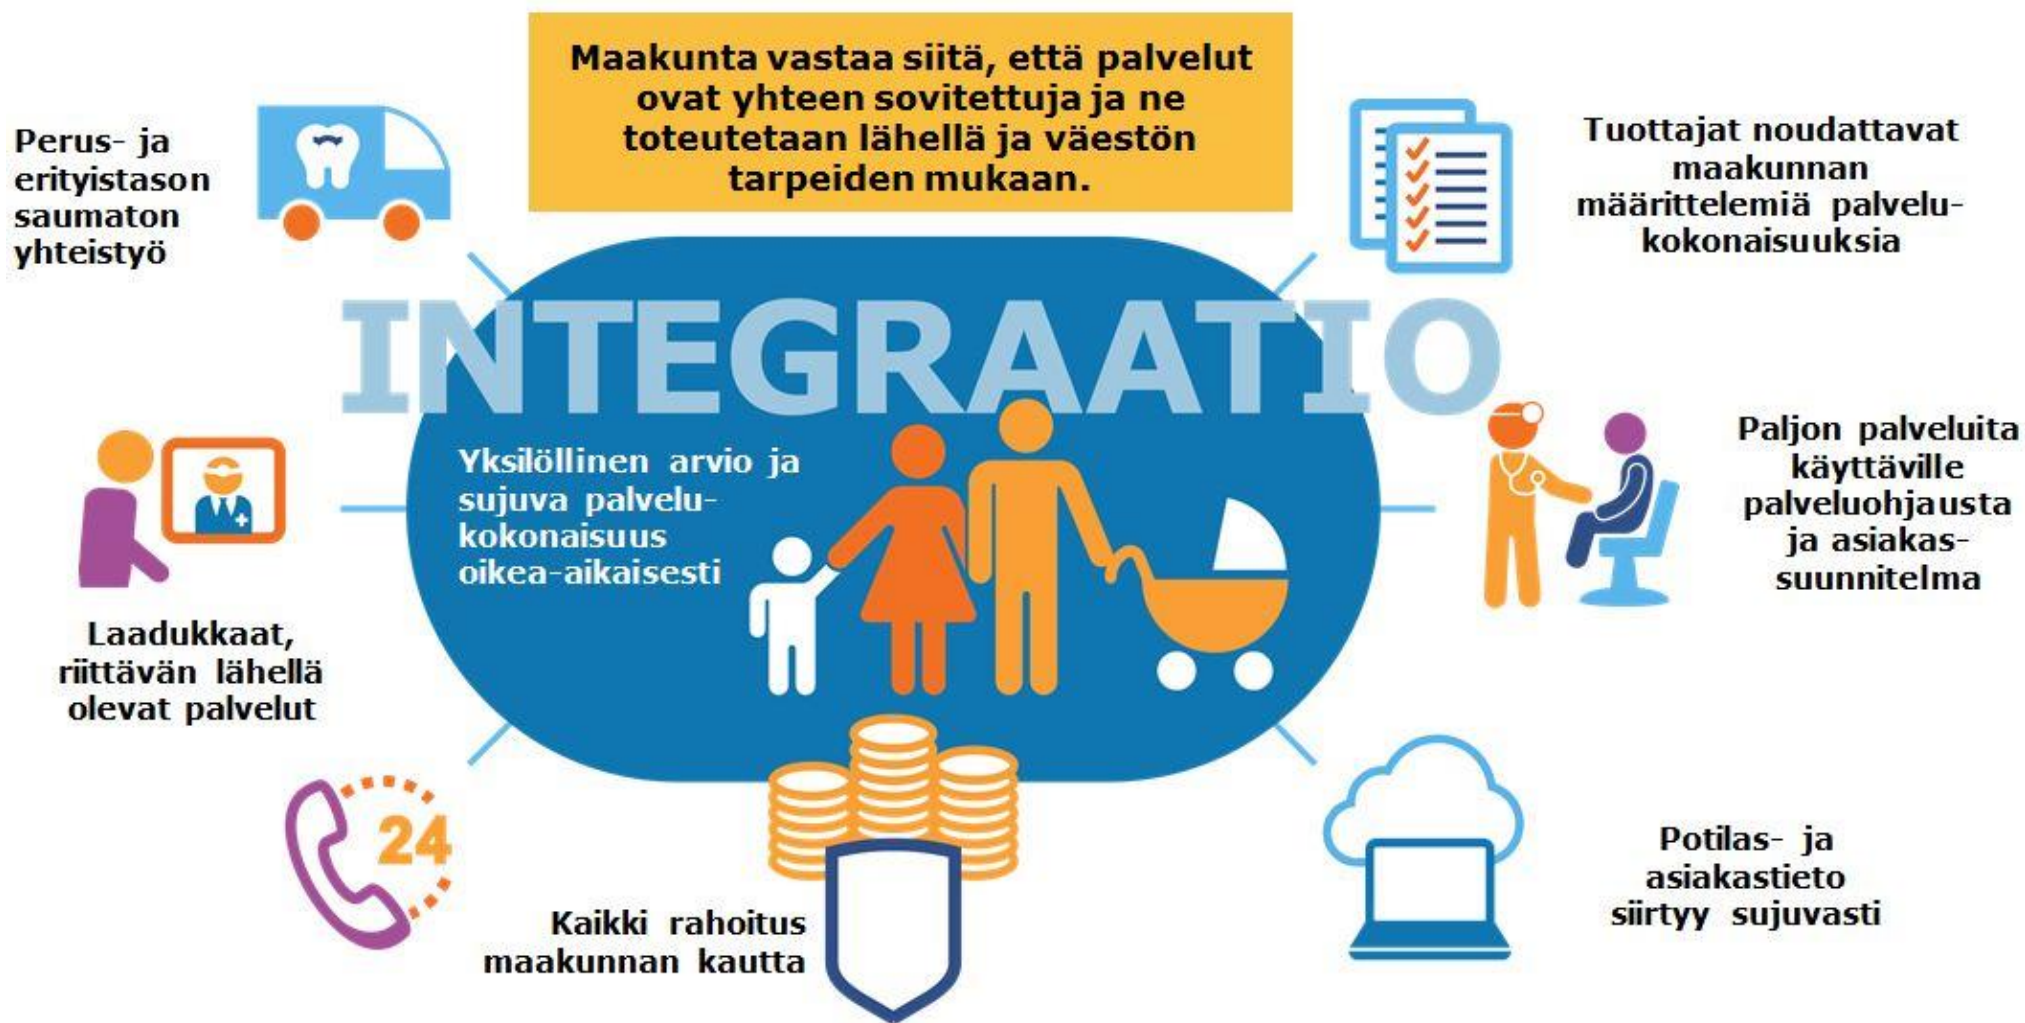 Maakunta vastaa siitä, että palvelut
ovat yhteen sovitettuja ja ne
toteutetaan lähellä ja väestön
tarpeiden mukaan.
Perus- ja
erityistason
saumaton
yhteistyö
Tuottajat noudattavat
maakunnan
määrittelemiä palvelu-
kokonaisuuksia
INTEGRAATIO
Yksilöllinen arvio ja
sujuva palvelu-
kokonaisuus
oikea-aikaisesti
Paljon palveluita
käyttäville
palveluohjausta
ja asiakas-
suunnitelma
Laadukkaat,
riittävän lähellä
olevat palvelut
24
Kaikki rahoitus
maakunnan kautta
Potilas- ja
asiakastieto
siirtyy sujuvasti